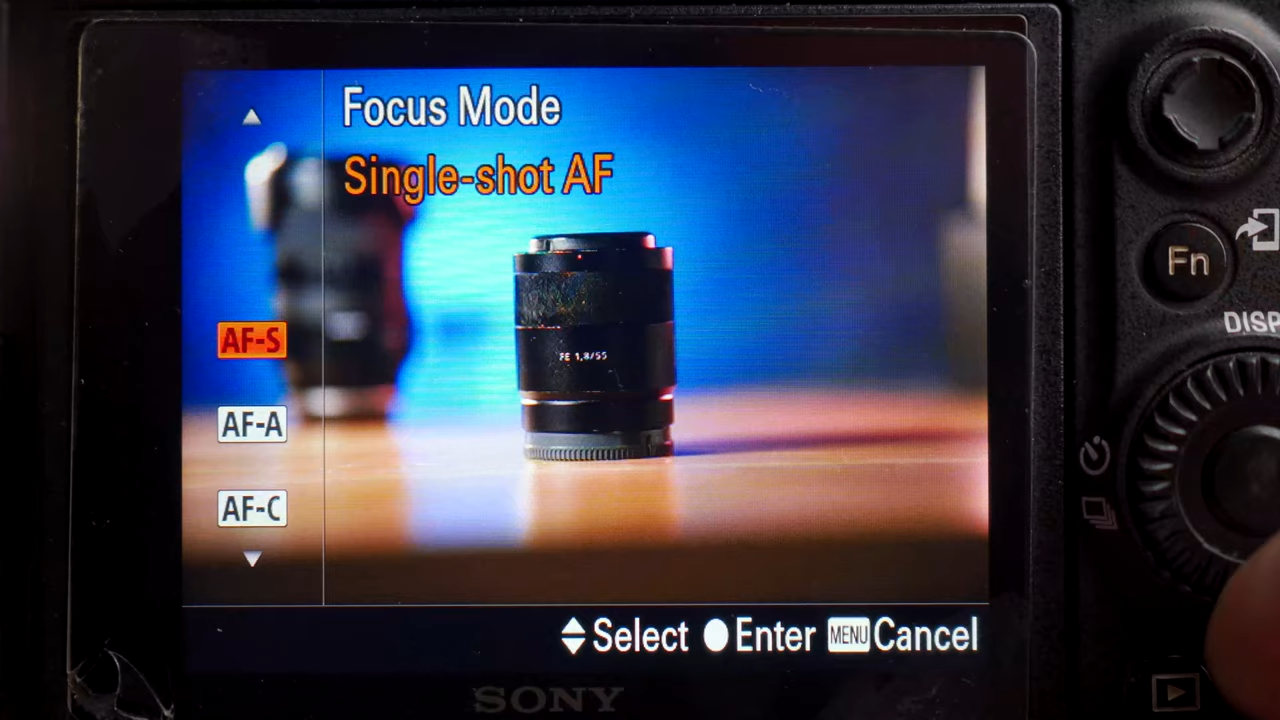 Focus Mode
Single-shot AF
FE 1,8/55
AF-S
AF-A
AF-C
Select Enter MENU Cancel
SONY
Fn
DISP